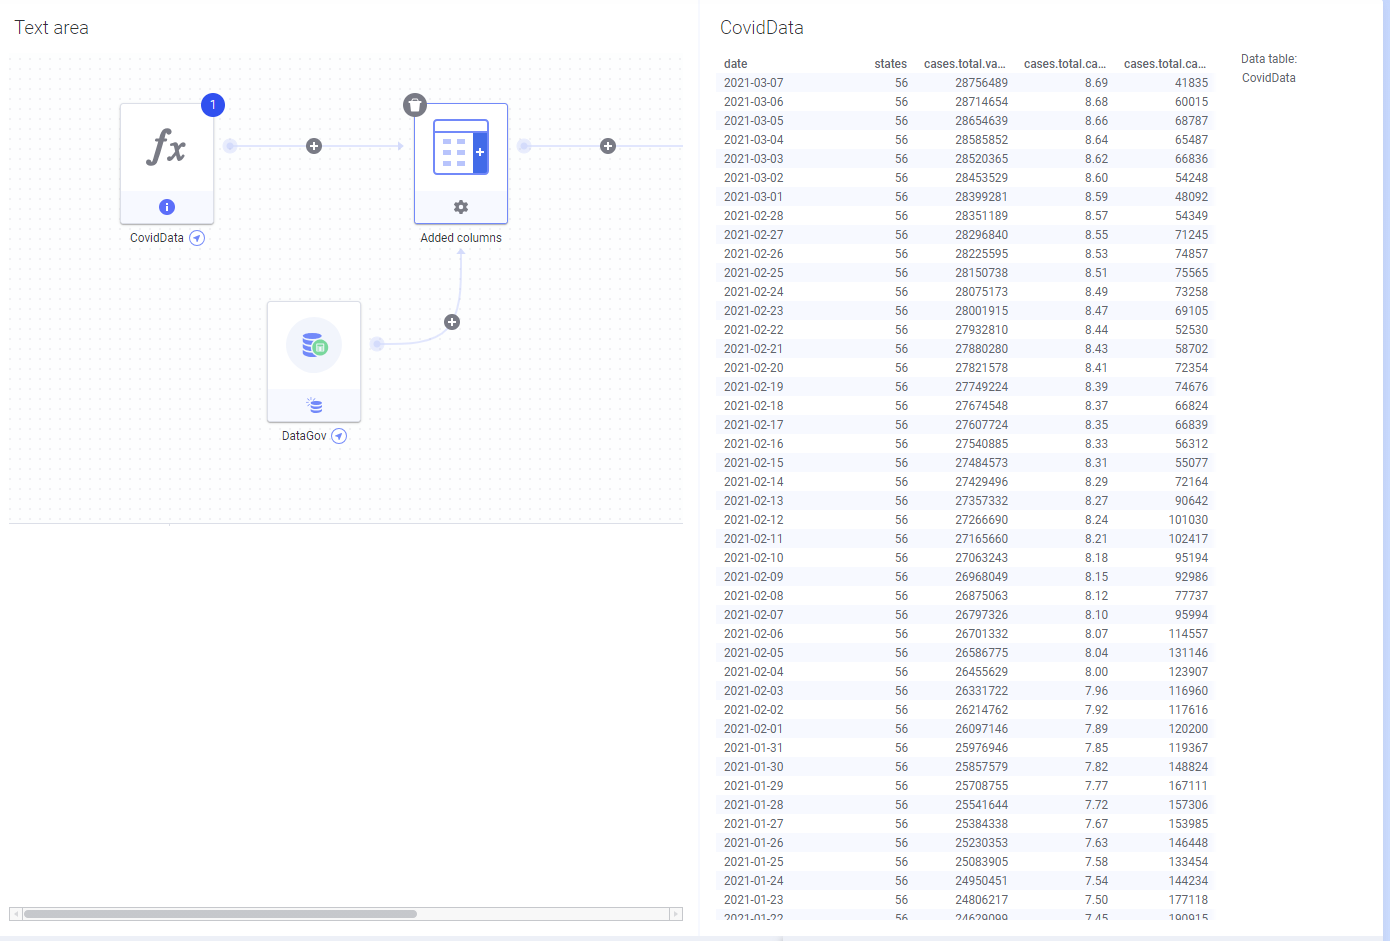 Text area
1
fx
CovidData
Added columns
DataGov
CovidData
date states cases.total.va... cases.total.ca... cases.total.ca...
2021-03-07 56 28756489 8.69 41835
2021-03-06 56 28714654 8.68 60015
2021-03-05 56 28654639 8.66 68787
2021-03-04 56 28585852 8.64 65487
2021-03-03 56 28520365 8.62 66836
2021-03-02 56 28453529 8.60 54248
2021-03-01 56 28399281 8.59 48092
2021-02-28 56 28351189 8.57 54349
2021-02-27 56 28296840 8.55 71245
2021-02-26 56 28225595 8.53 74857
2021-02-25 56 28150738 8.51 75565
2021-02-24 56 28075173 8.49 73258
2021-02-23 56 28001915 8.47 69105
2021-02-22 56 27932810 8.44 52530
2021-02-21 56 27880280 8.43 58702
2021-02-20 56 27821578 8.41 72354
2021-02-19 56 27749224 8.39 74676
2021-02-18 56 27674548 8.37 66824
2021-02-17 56 27607724 8.35 66839
2021-02-16 56 27540885 8.33 56312
2021-02-15 56 27484573 8.31 55077
2021-02-14 56 27429496 8.29 72164
2021-02-13 56 27357332 8.27 90642
2021-02-12 56 27266690 8.24 101030
2021-02-11 56 27165660 8.21 102417
2021-02-10 56 27063243 8.18 95194
2021-02-09 56 26968049 8.15 92986
2021-02-08 56 26875063 8.12 77737
2021-02-07 56 26797326 8.10 95994
2021-02-06 56 26701332 8.07 114557
2021-02-05 56 26586775 8.04 131146
2021-02-04 56 26455629 8.00 123907
2021-02-03 56 26331722 7.96 116960
2021-02-02 56 26214762 7.92 117616
2021-02-01 56 26097146 7.89 120200
2021-01-31 56 25976946 7.85 119367
2021-01-30 56 25857579 7.82 148824
2021-01-29 56 25708755 7.77 167111
2021-01-28 56 25541644 7.72 157306
2021-01-27 56 25384338 7.67 153985
2021-01-26 56 25230353 7.63 146448
2021-01-25 56 25083905 7.58 133454
2021-01-24 56 24950451 7.54 144234
2021-01-23 56 24806217 7.50 177118
2021-01-22 56 24629099 7.45 190915
Data table:
CovidData